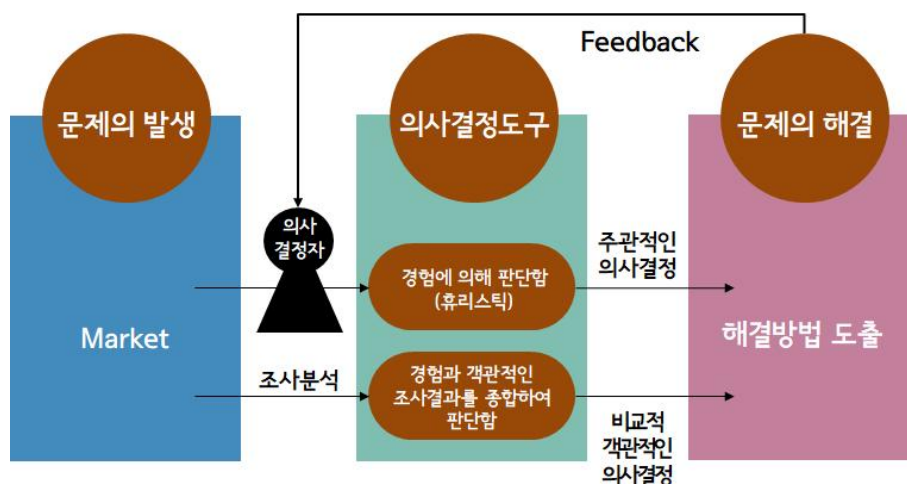 Feedback
문제의 발생
의사결정도구
문제의 해결
의사
결정자
주관적인
의사결정
경험에 의해 판단함
(휴리스틱)
Market
해결방법 도출
조사분석
경험과 객관적인
조사결과를 종합하여
판단함
비교적
객관적인
의사결정